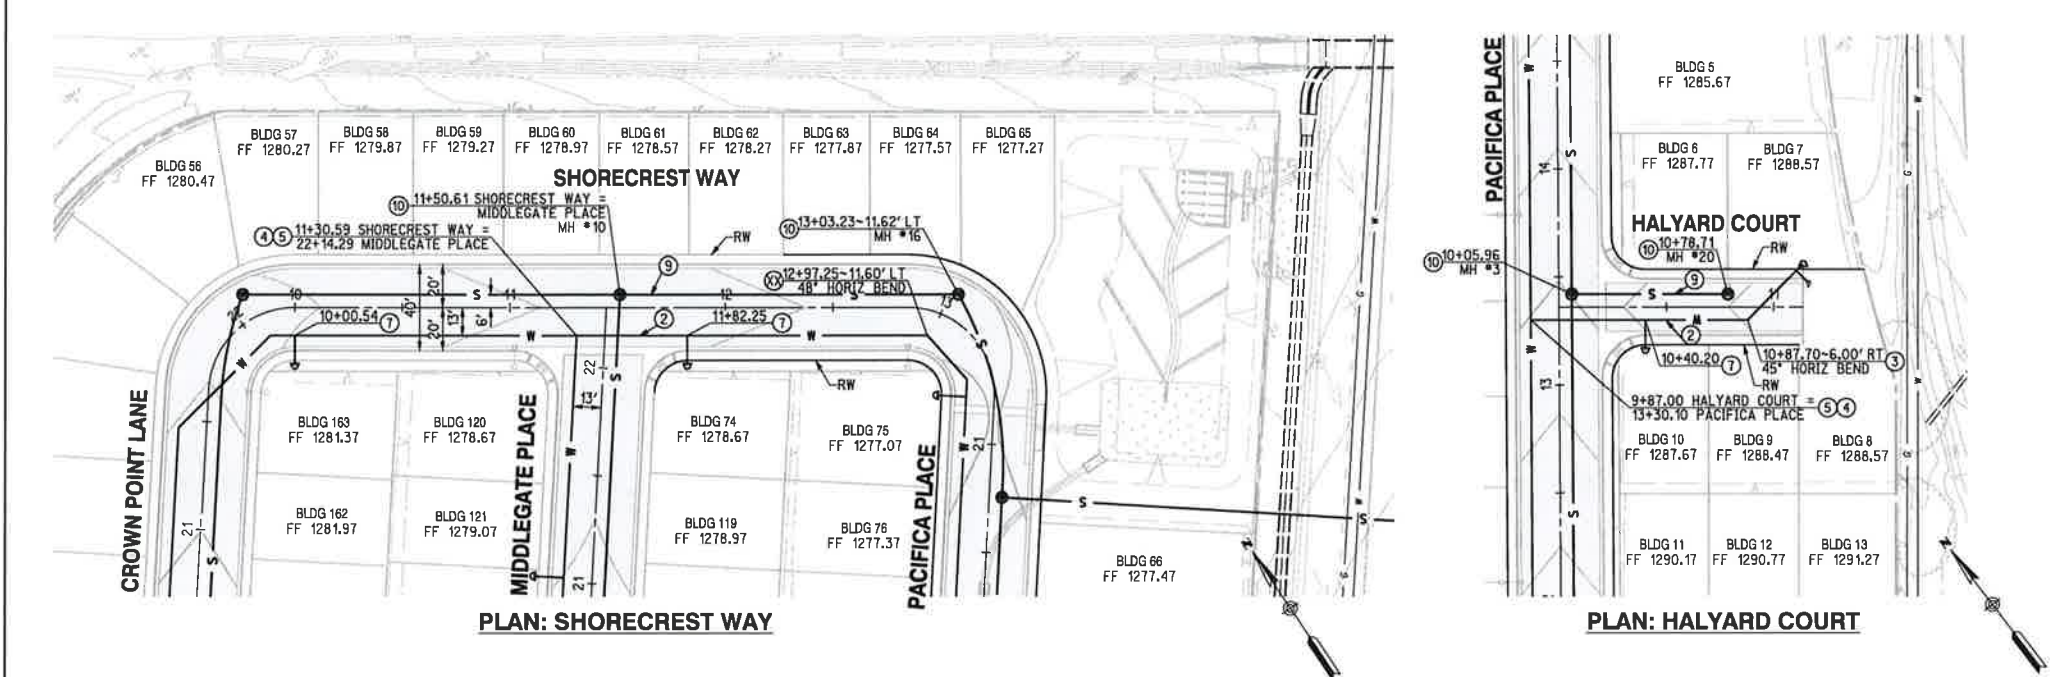 BLDG 56
FF 1280.47
BLDG 57
FF 1280.27
BLDG 58
FF 1279.87
BLDG 59
FF 1279.27
BLDG 60
FF 1278.97
BLDG 61
FF 1278.57
BLDG 62
FF 1278.27
BLDG 63
FF 1277.87
BLDG 64
FF 1277.57
BLDG 65
FF 1277.27
SHORECREST WAY
10 11+50.61 SHORECREST WAY =
MIDDLEGATE PLACE
MH #10
4 5 11+30.59 SHORECREST WAY =
22+14.29 MIDDLEGATE PLACE
10 13+03.23~11.62' LT
MH #16
RW
XX 12+97.25~11.60' LT
48° HORIZ BEND
9
S
10
11
12
13
S
20'
40'
20'
13'
6'
10+00.54 7
W
W
2
11+82.25 7
W
W
S
S
22
13'
RW
CROWN POINT LANE
BLDG 163
FF 1281.37
BLDG 120
FF 1278.67
MIDDLEGATE PLACE
W
BLDG 74
FF 1278.67
BLDG 75
FF 1277.07
PACIFICA PLACE
W
21
21
S
BLDG 162
FF 1281.97
BLDG 121
FF 1279.07
21
BLDG 119
FF 1278.97
BLDG 76
FF 1277.37
S
S
W
G
W
G
BLDG 66
FF 1277.47
N
PLAN: SHORECREST WAY
PACIFICA PLACE
W
S
14
BLDG 5
FF 1285.67
BLDG 6
FF 1287.77
BLDG 7
FF 1288.57
W
G
HALYARD COURT
10 10+78.71
MH #20
RW
10 10+05.96
MH #3
9
S
11
W
2
W
10+40.20 7
10+87.70~6.00' RT 3
45° HORIZ BEND
RW
13
9+87.00 HALYARD COURT = 5 4
13+30.10 PACIFICA PLACE
W
G
BLDG 10
FF 1287.67
BLDG 9
FF 1288.47
BLDG 8
FF 1288.57
S
BLDG 11
FF 1290.17
BLDG 12
FF 1290.77
BLDG 13
FF 1291.27
N
PLAN: HALYARD COURT